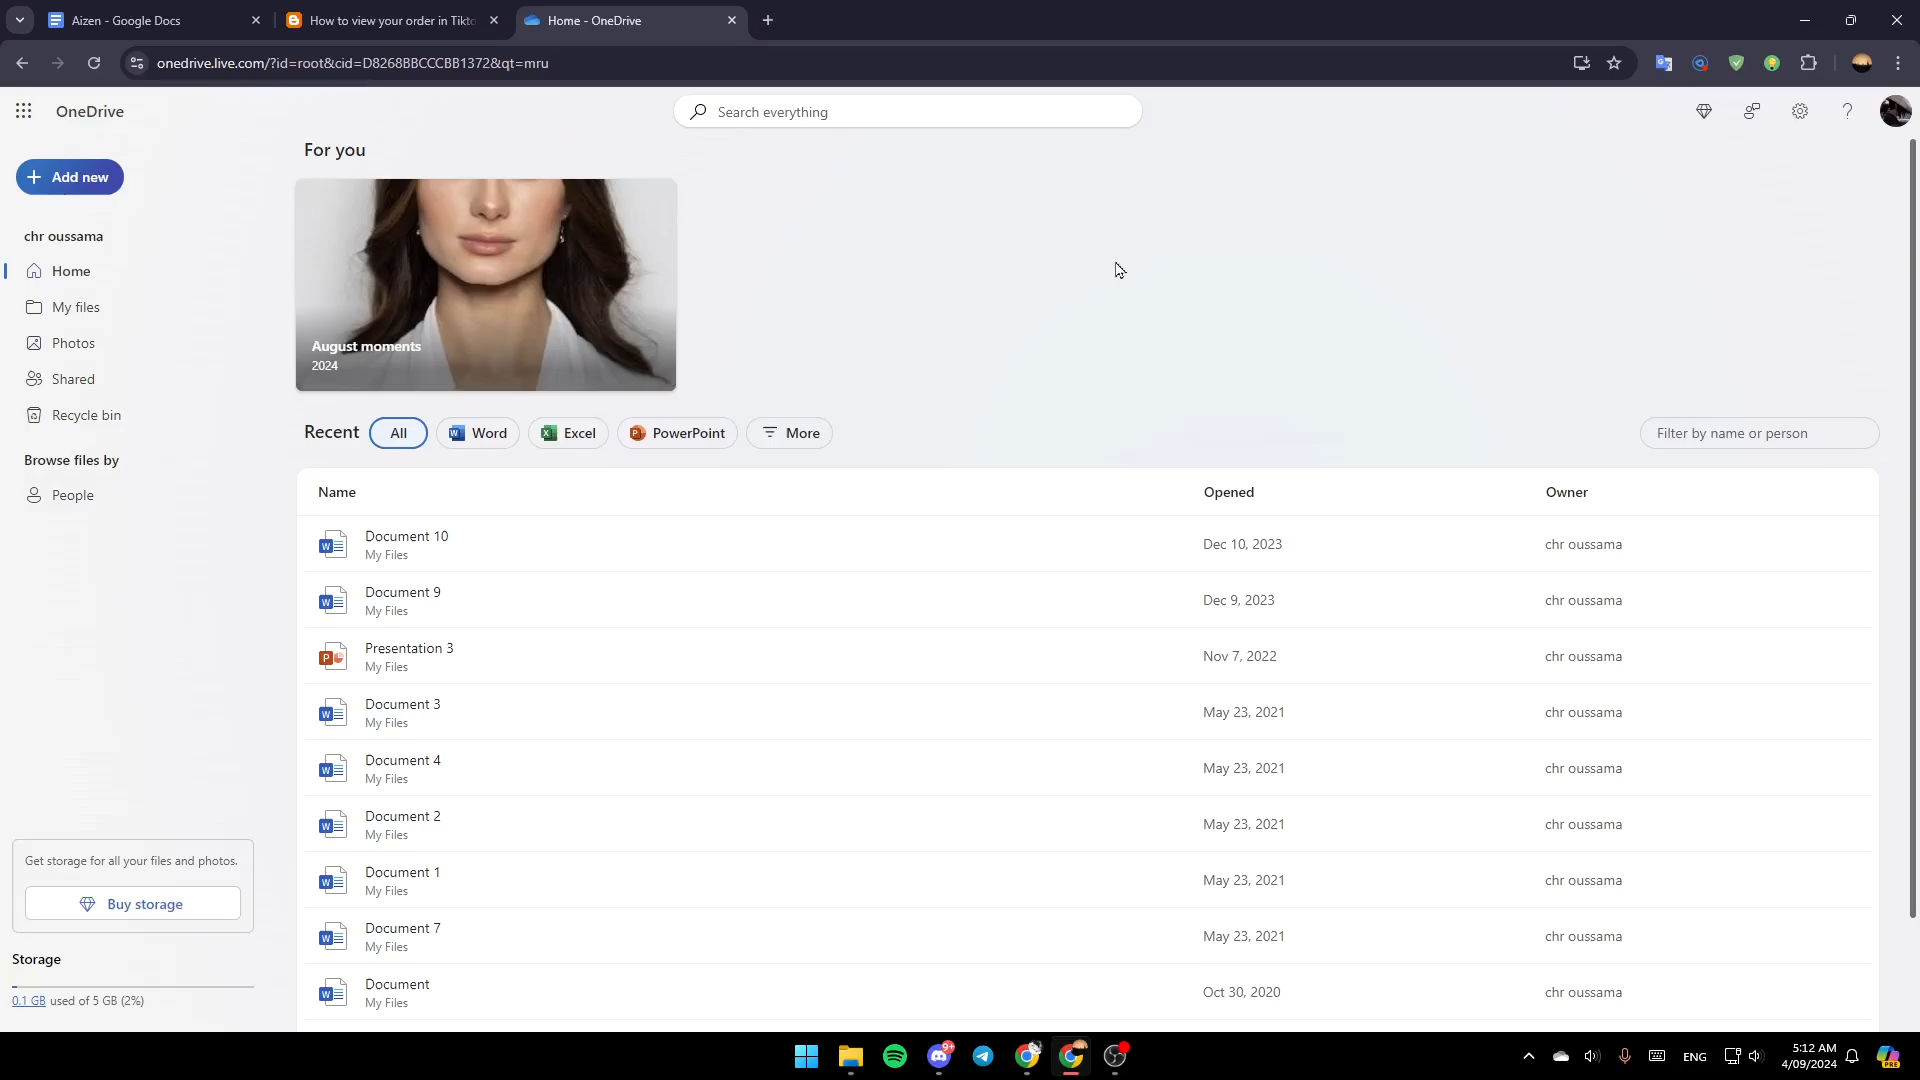 Aizen - Google Docs
How to view your order in Tikt
Home - OneDrive
onedrive.live.com/?id=root&cid=D8268BBCCCBB1372&qt=mru
OneDrive
Search everything
Add new
chr oussama
Home
My files
Photos
Shared
Recycle bin
Browse files by
People
Get storage for all your files and photos.
Buy storage
Storage
0.1 GB used of 5 GB (2%)
For you
August moments
2024
Recent
All
Word
Excel
PowerPoint
More
Filter by name or person
Name Opened Owner
Document 10
My Files
Dec 10, 2023
chr oussama
Document 9
My Files
Dec 9, 2023
chr oussama
Presentation 3
My Files
Nov 7, 2022
chr oussama
Document 3
My Files
May 23, 2021
chr oussama
Document 4
My Files
May 23, 2021
chr oussama
Document 2
My Files
May 23, 2021
chr oussama
Document 1
My Files
May 23, 2021
chr oussama
Document 7
My Files
May 23, 2021
chr oussama
Document
My Files
Oct 30, 2020
chr oussama
9+
ENG
5:12 AM
4/09/2024
PRE